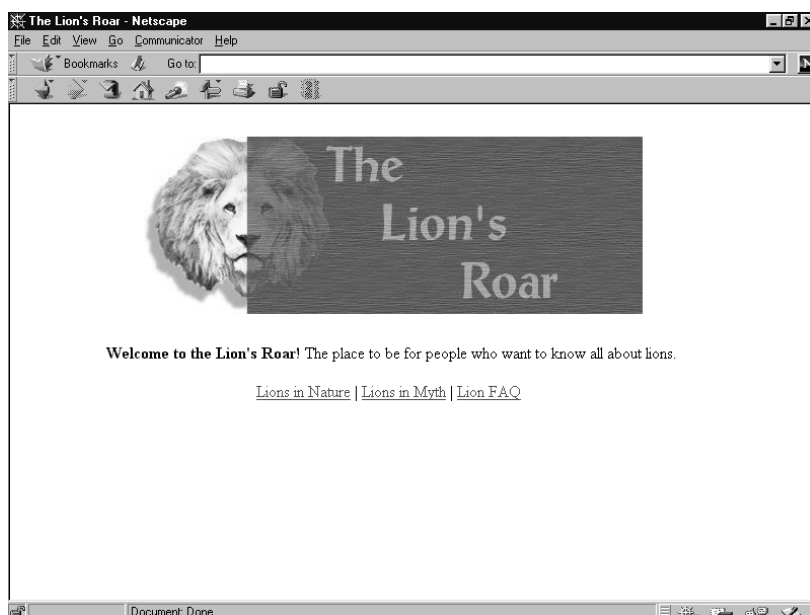 The Lion's Roar - Netscape
File Edit View Go Communicator Help
Bookmarks Go to:
The
Lion's
Roar
Welcome to the Lion's Roar! The place to be for people who want to know all about lions.
Lions in Nature | Lions in Myth | Lion FAQ
Document: Done